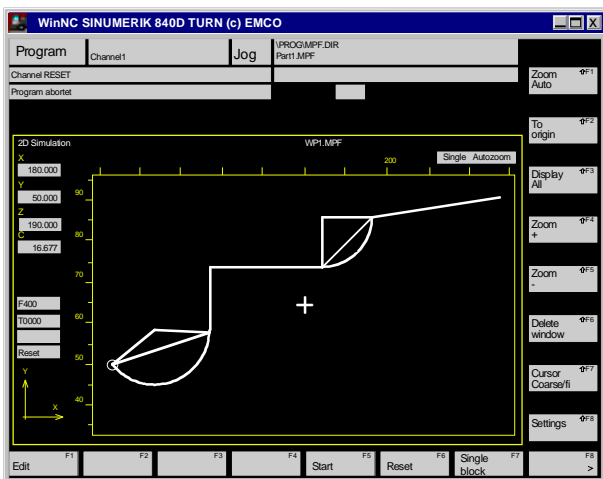 WinNC SINUMERIK 840D TURN (c) EMCO
Program
Channel1
Jog
\PROG\MPF.DIR
Part1.MPF
Channel RESET
Program abortet
2D Simulation
WP1.MPF
200
Single Autozoom
X
180.000
Y
50.000
Z
190.000
C
16.677
90
80
70
60
50
40
F400
T0000
Reset
Y
X
Zoom F1
Auto
To F2
origin
Display F3
All
Zoom F4
+
Zoom F5
-
Delete F6
window
Cursor F7
Coarse/fi
Settings F8
Edit F1
F2
F3
F4
Start F5
Reset F6
Single F7
block
F8
>